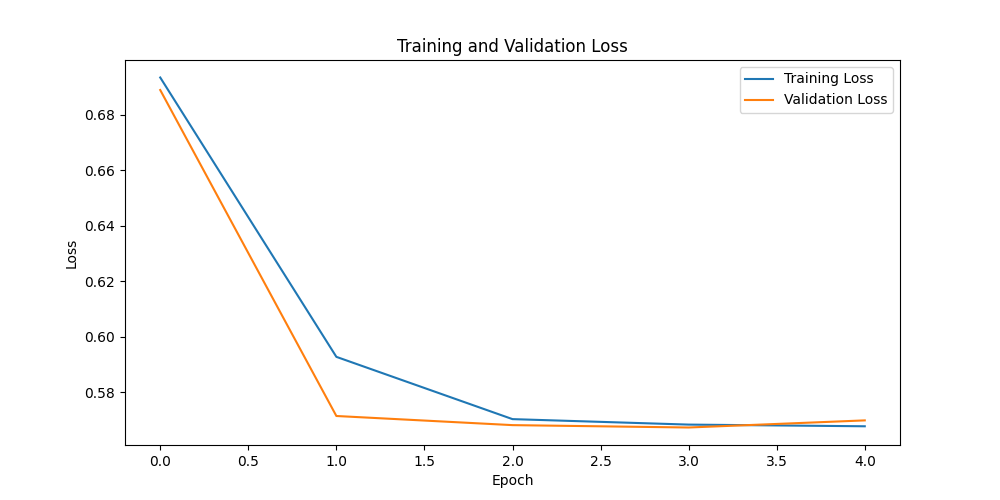 Training and Validation Loss
Training Loss
Validation Loss
Loss
0.68
0.66
0.64
0.62
0.60
0.58
0.0 0.5 1.0 1.5 2.0 2.5 3.0 3.5 4.0
Epoch